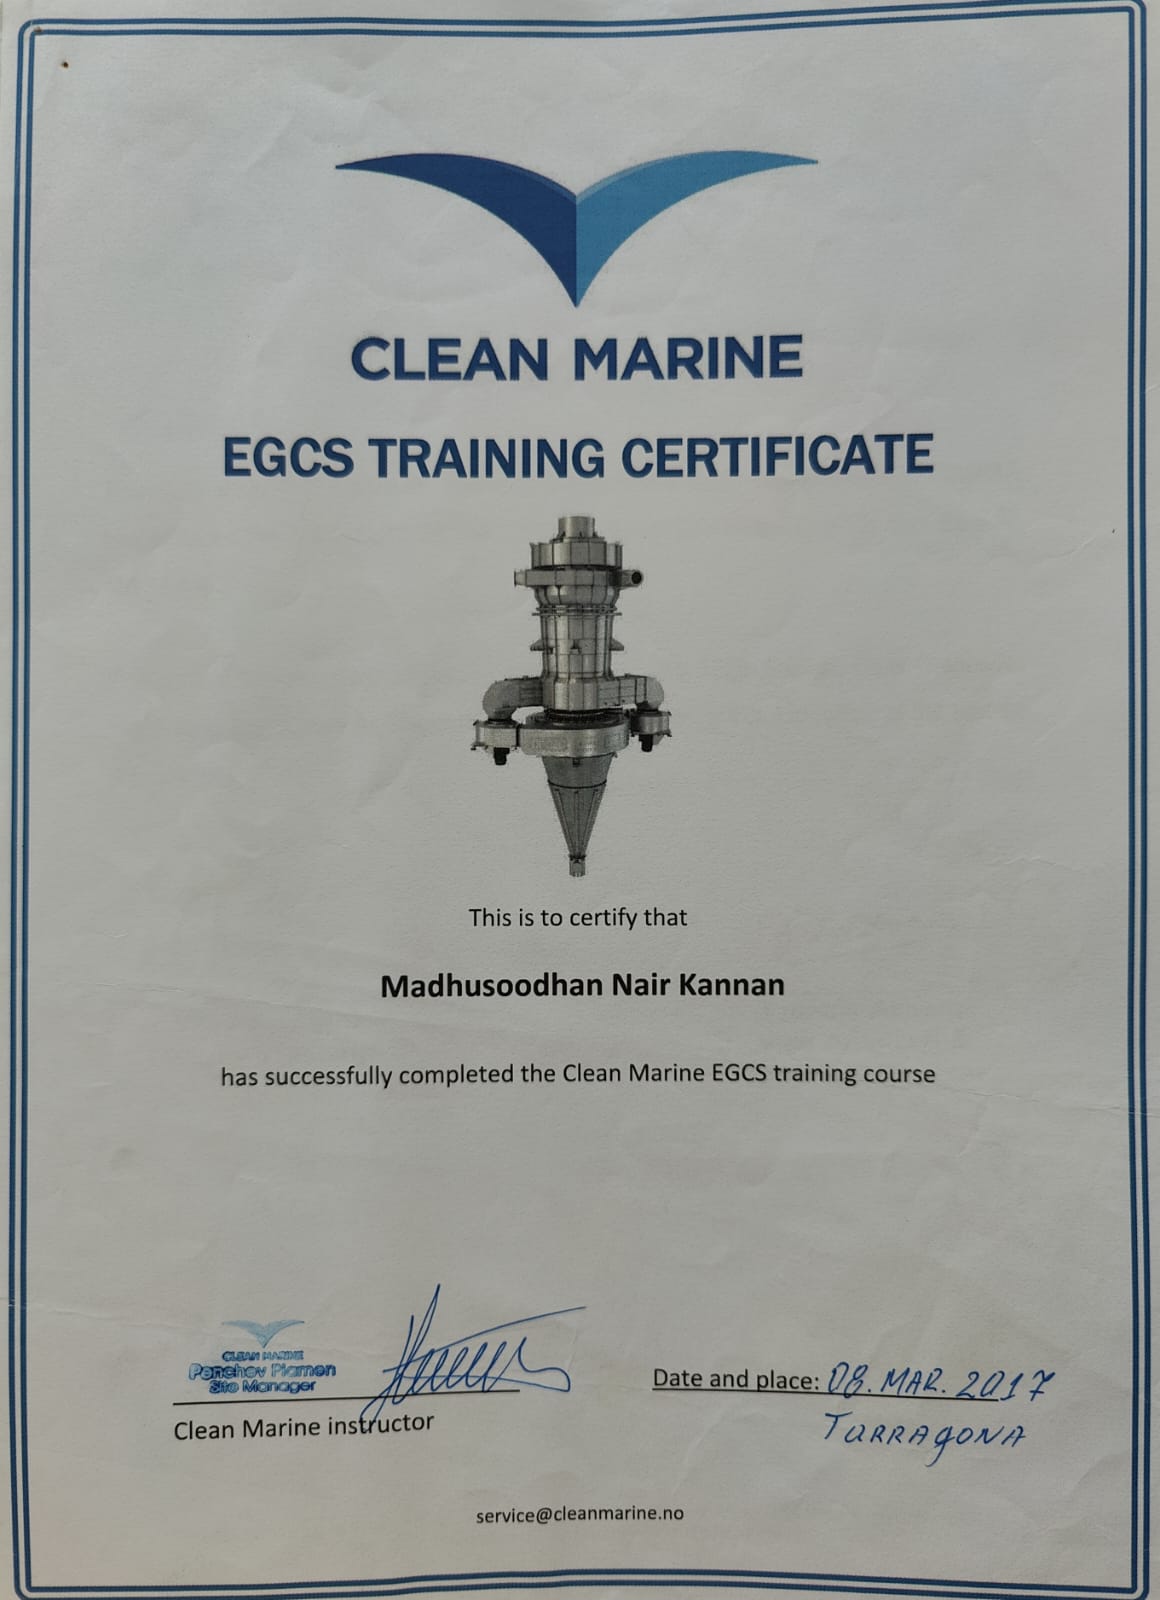 CLEAN MARINE
EGCS TRAINING CERTIFICATE
This is to certify that
Madhusoodhan Nair Kannan
has successfully completed the Clean Marine EGCS training course
CLEAN MARINE
Penchev Plamen
Site Manager
Clean Marine instructor
Date and place: 08. MAR. 2017
TARRAGONA
service@cleanmarine.no